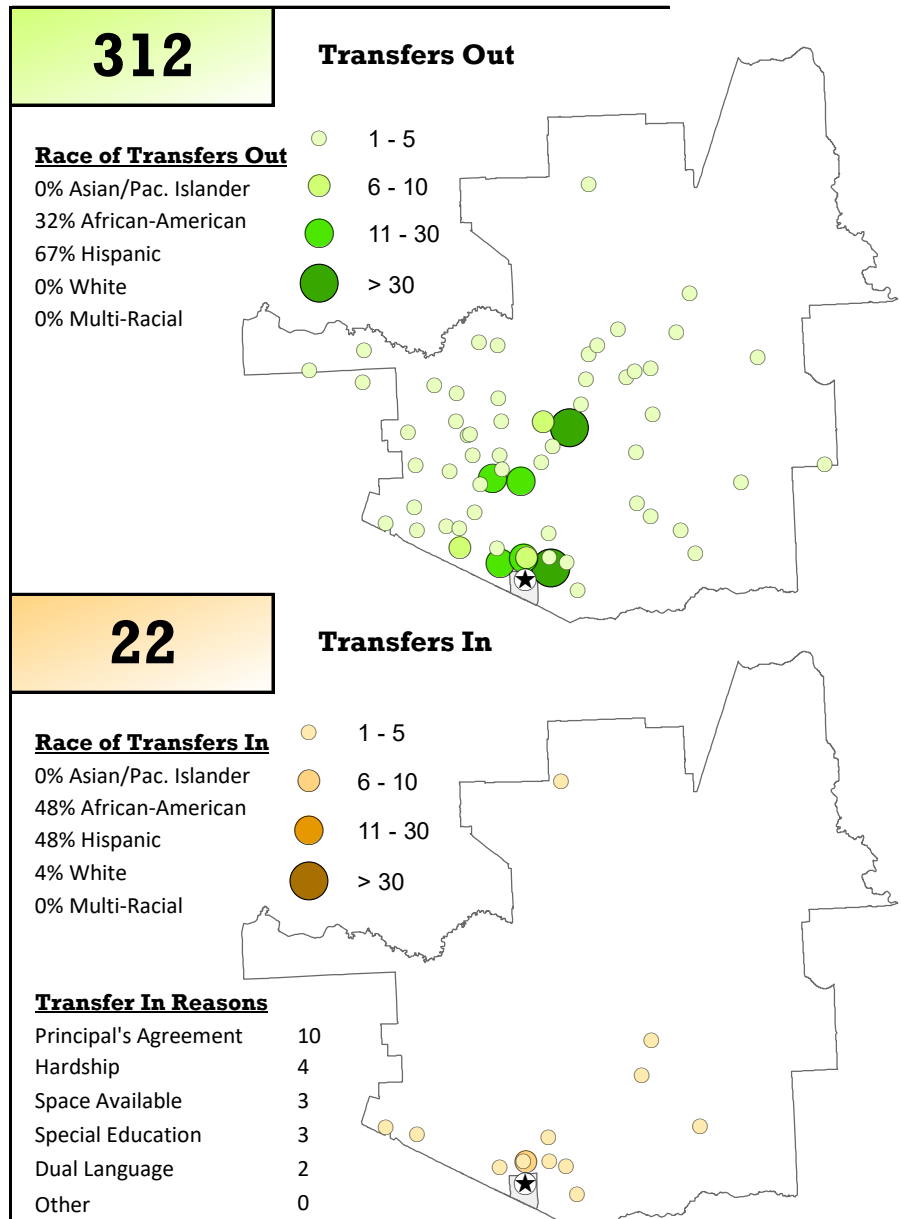 312
Transfers Out
Race of Transfers Out
0% Asian/Pac. Islander
32% African-American
67% Hispanic
0% White
0% Multi-Racial
1 - 5
6 - 10
11 - 30
> 30
22
Transfers In
Race of Transfers In
0% Asian/Pac. Islander
48% African-American
48% Hispanic
4% White
0% Multi-Racial
1 - 5
6 - 10
11 - 30
> 30
Transfer In Reasons
Principal's Agreement 10
Hardship 4
Space Available 3
Special Education 3
Dual Language 2
Other 0